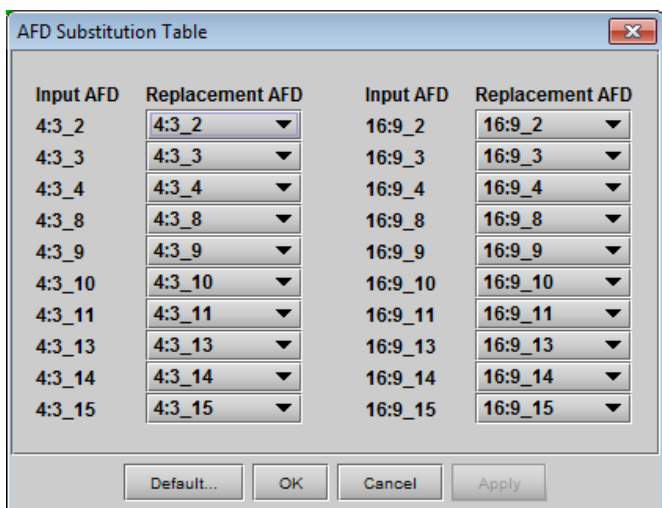 AFD Substitution Table
Input AFD Replacement AFD Input AFD Replacement AFD
4:3_2 4:3_2 16:9_2 16:9_2
4:3_3 4:3_3 16:9_3 16:9_3
4:3_4 4:3_4 16:9_4 16:9_4
4:3_8 4:3_8 16:9_8 16:9_8
4:3_9 4:3_9 16:9_9 16:9_9
4:3_10 4:3_10 16:9_10 16:9_10
4:3_11 4:3_11 16:9_11 16:9_11
4:3_13 4:3_13 16:9_13 16:9_13
4:3_14 4:3_14 16:9_14 16:9_14
4:3_15 4:3_15 16:9_15 16:9_15
Default... OK Cancel Apply